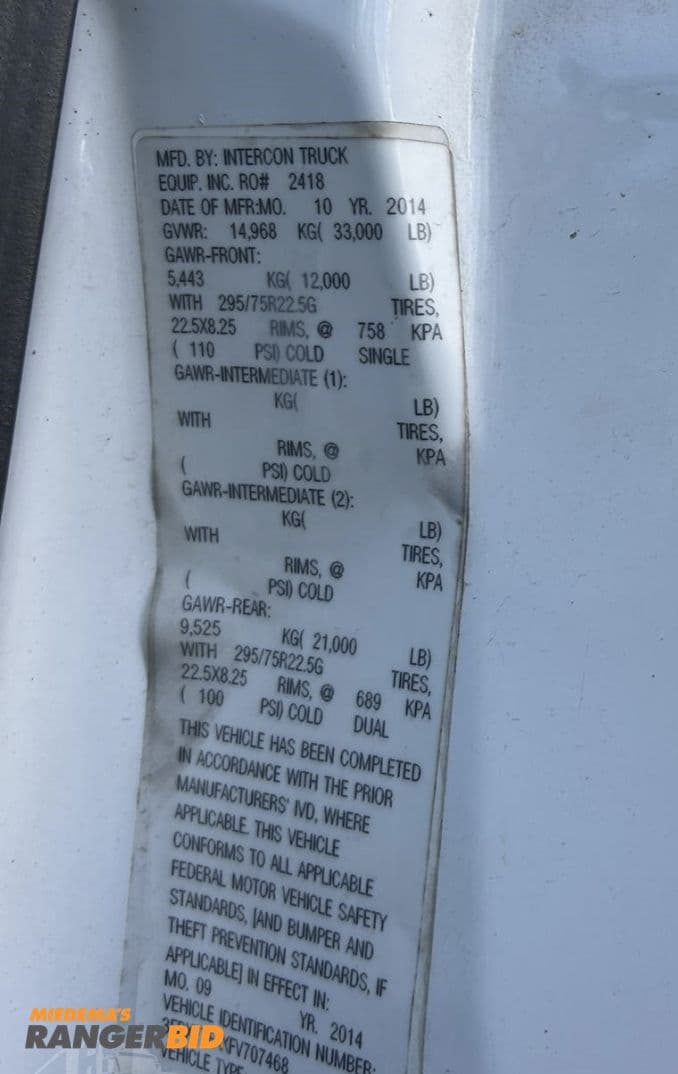 MFD. BY: INTERCON TRUCK
EQUIP. INC. RO# 2418
DATE OF MFR:MO. 10 YR. 2014
GVWR: 14,968 KG( 33,000 LB)
GAWR-FRONT:
5,443 KG( 12,000 LB)
WITH 295/75R22.5G TIRES,
22.5X8.25 RIMS, @ 758 KPA
( 110 PSI) COLD SINGLE
GAWR-INTERMEDIATE (1):
KG( LB)
WITH TIRES,
RIMS, @ KPA
( PSI) COLD
GAWR-INTERMEDIATE (2):
KG( LB)
WITH TIRES,
RIMS, @ KPA
( PSI) COLD
GAWR-REAR:
9,525 KG( 21,000 LB)
WITH 295/75R22.5G TIRES,
22.5X8.25 RIMS, @ 689 KPA
( 100 PSI) COLD DUAL
THIS VEHICLE HAS BEEN COMPLETED
IN ACCORDANCE WITH THE PRIOR
MANUFACTURERS' IVD, WHERE
APPLICABLE. THIS VEHICLE
CONFORMS TO ALL APPLICABLE
FEDERAL MOTOR VEHICLE SAFETY
STANDARDS, [AND BUMPER AND
THEFT PREVENTION STANDARDS, IF
APPLICABLE] IN EFFECT IN:
MO. 09 YR. 2014
VEHICLE IDENTIFICATION NUMBER:
VEHICLE TYPE
MIEDEMA'S
RANGERBID